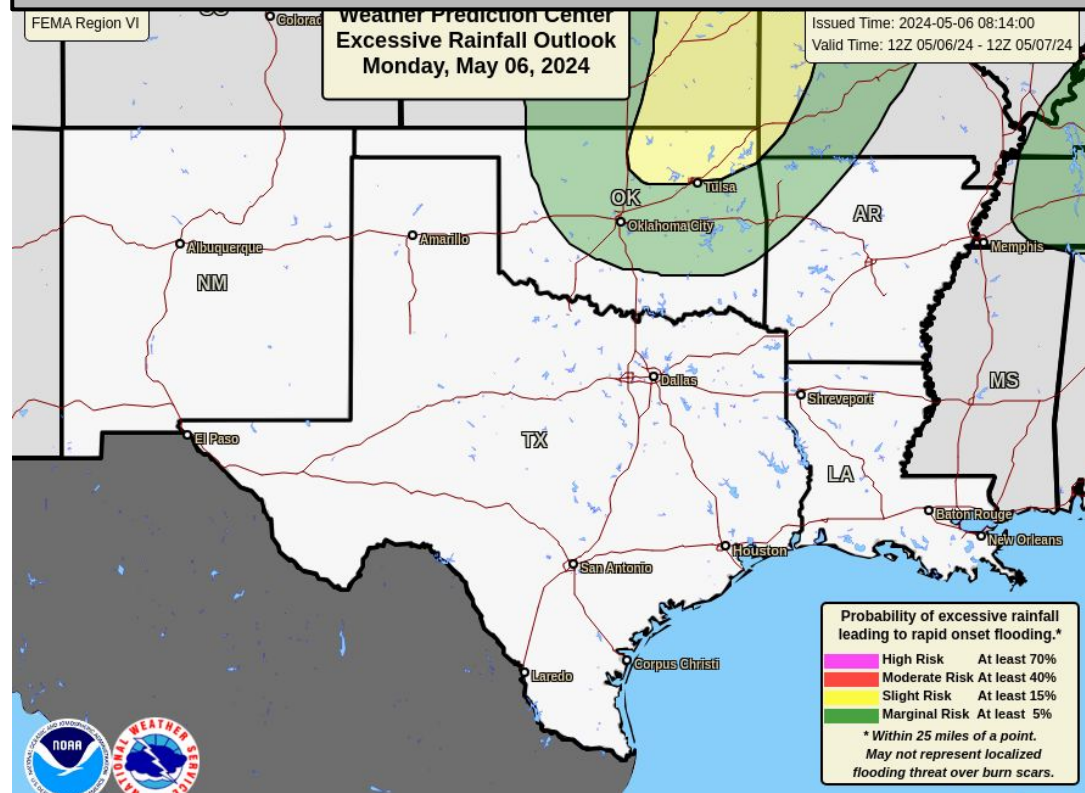 FEMA Region VI
Colorad
Weather Prediction Center
Excessive Rainfall Outlook
Monday, May 06, 2024
Issued Time: 2024-05-06 08:14:00
Valid Time: 12Z 05/06/24 - 12Z 05/07/24
Tulsa
OK
Oklahoma City
AR
Albuquerque
Amarillo
Memphis
NM
Dallas
MS
Shreveport
El Paso
TX
LA
Baton Rouge
New Orleans
Houston
San Antonio
Corpus Christi
Laredo
Probability of excessive rainfall
leading to rapid onset flooding.*
High Risk At least 70%
Moderate Risk At least 40%
Slight Risk At least 15%
Marginal Risk At least 5%
* Within 25 miles of a point.
May not represent localized
flooding threat over burn scars.
NOAA
NATIONAL WEATHER SERVICE